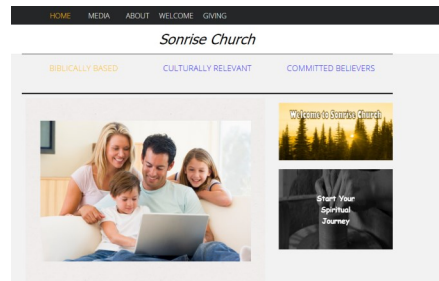 HOME MEDIA ABOUT WELCOME GIVING
Sonrise Church
BIBLICALLY BASED CULTURALLY RELEVANT COMMITTED BELIEVERS
Welcome to Sonrise Church
Start Your
Spiritual
Journey